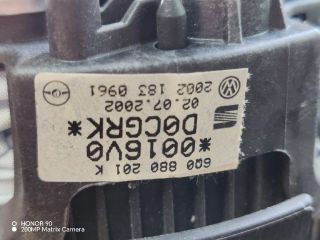 6Q0 880 201 K
*0016V0
D0CGRK*
02.07.2002
2002 183 0961
HONOR 90
200MP Matrix Camera